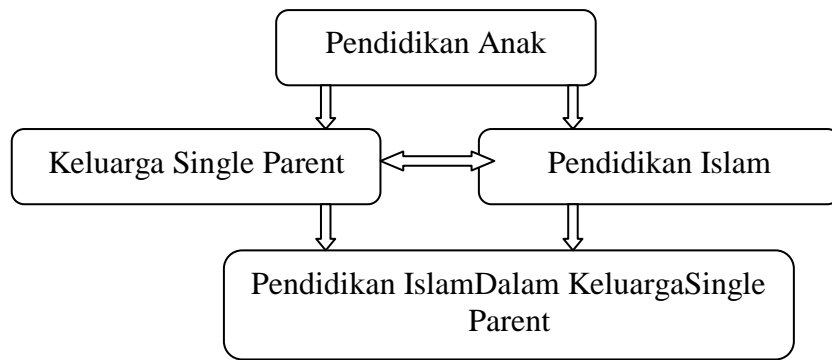 Pendidikan Anak
Keluarga Single Parent
Pendidikan Islam
Pendidikan IslamDalam KeluargaSingle
Parent